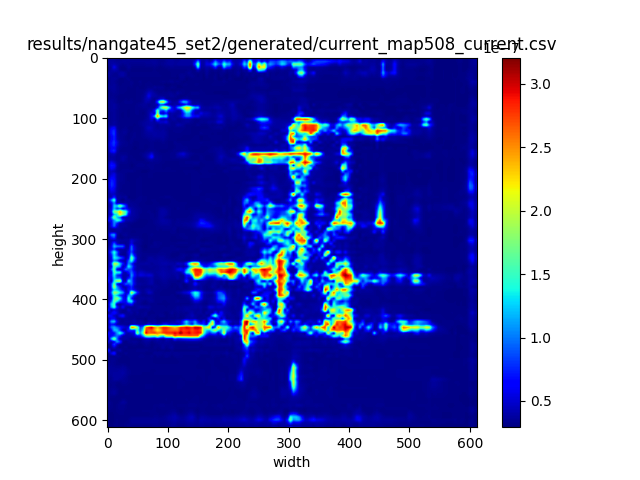 results/nangate45_set2/generated/current_map508_current.csv
1e−7
0
100
200
300
400
500
600
height
0 100 200 300 400 500 600
width
3.0
2.5
2.0
1.5
1.0
0.5